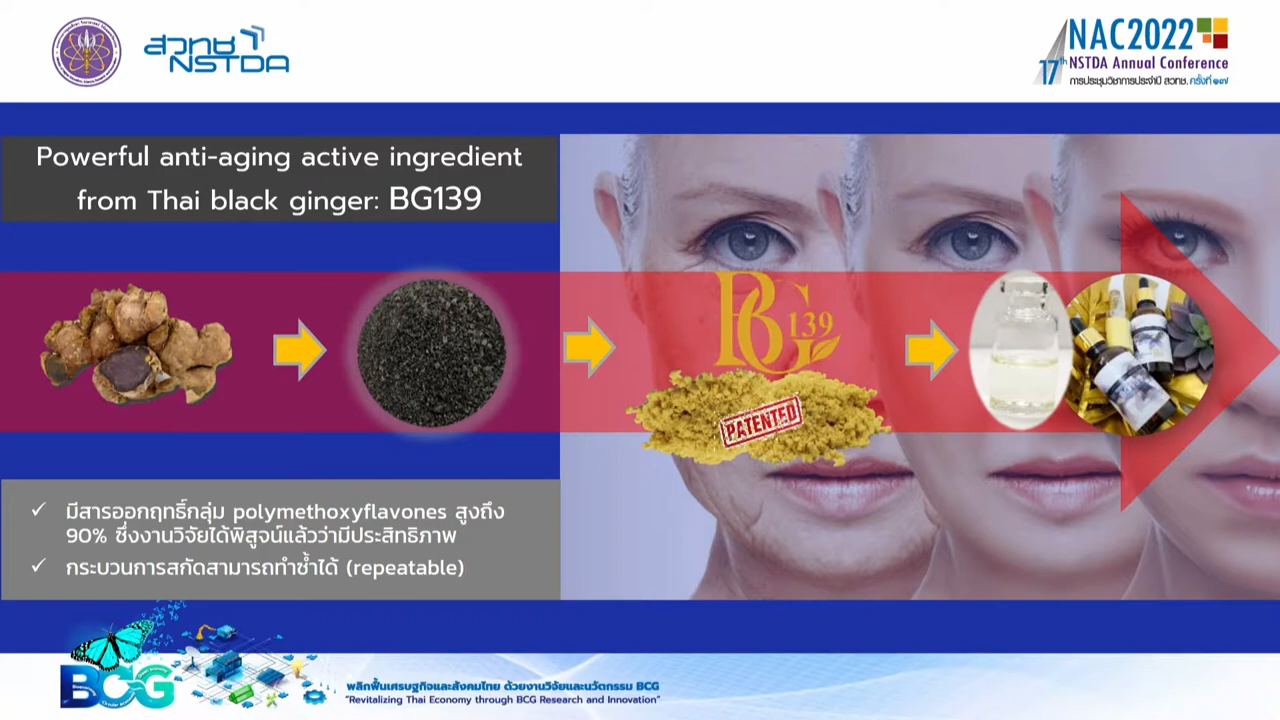 สวทช
NSTDA
NAC2022
17th NSTDA Annual Conference
การประชุมวิชาการประจำปี สวทช. ครั้งที่ ๑๗
Powerful anti-aging active ingredient
from Thai black ginger: BG139
BG139
PATENTED
✓ มีสารออกฤทธิ์กลุ่ม polymethoxyflavones สูงถึง
90% ซึ่งงานวิจัยได้พิสูจน์แล้วว่ามีประสิทธิภาพ
✓ กระบวนการสกัดสามารถทำซ้ำได้ (repeatable)
BCG
พลิกฟื้นเศรษฐกิจและสังคมไทย ด้วยงานวิจัยและนวัตกรรม BCG
"Revitalizing Thai Economy through BCG Research and Innovation"